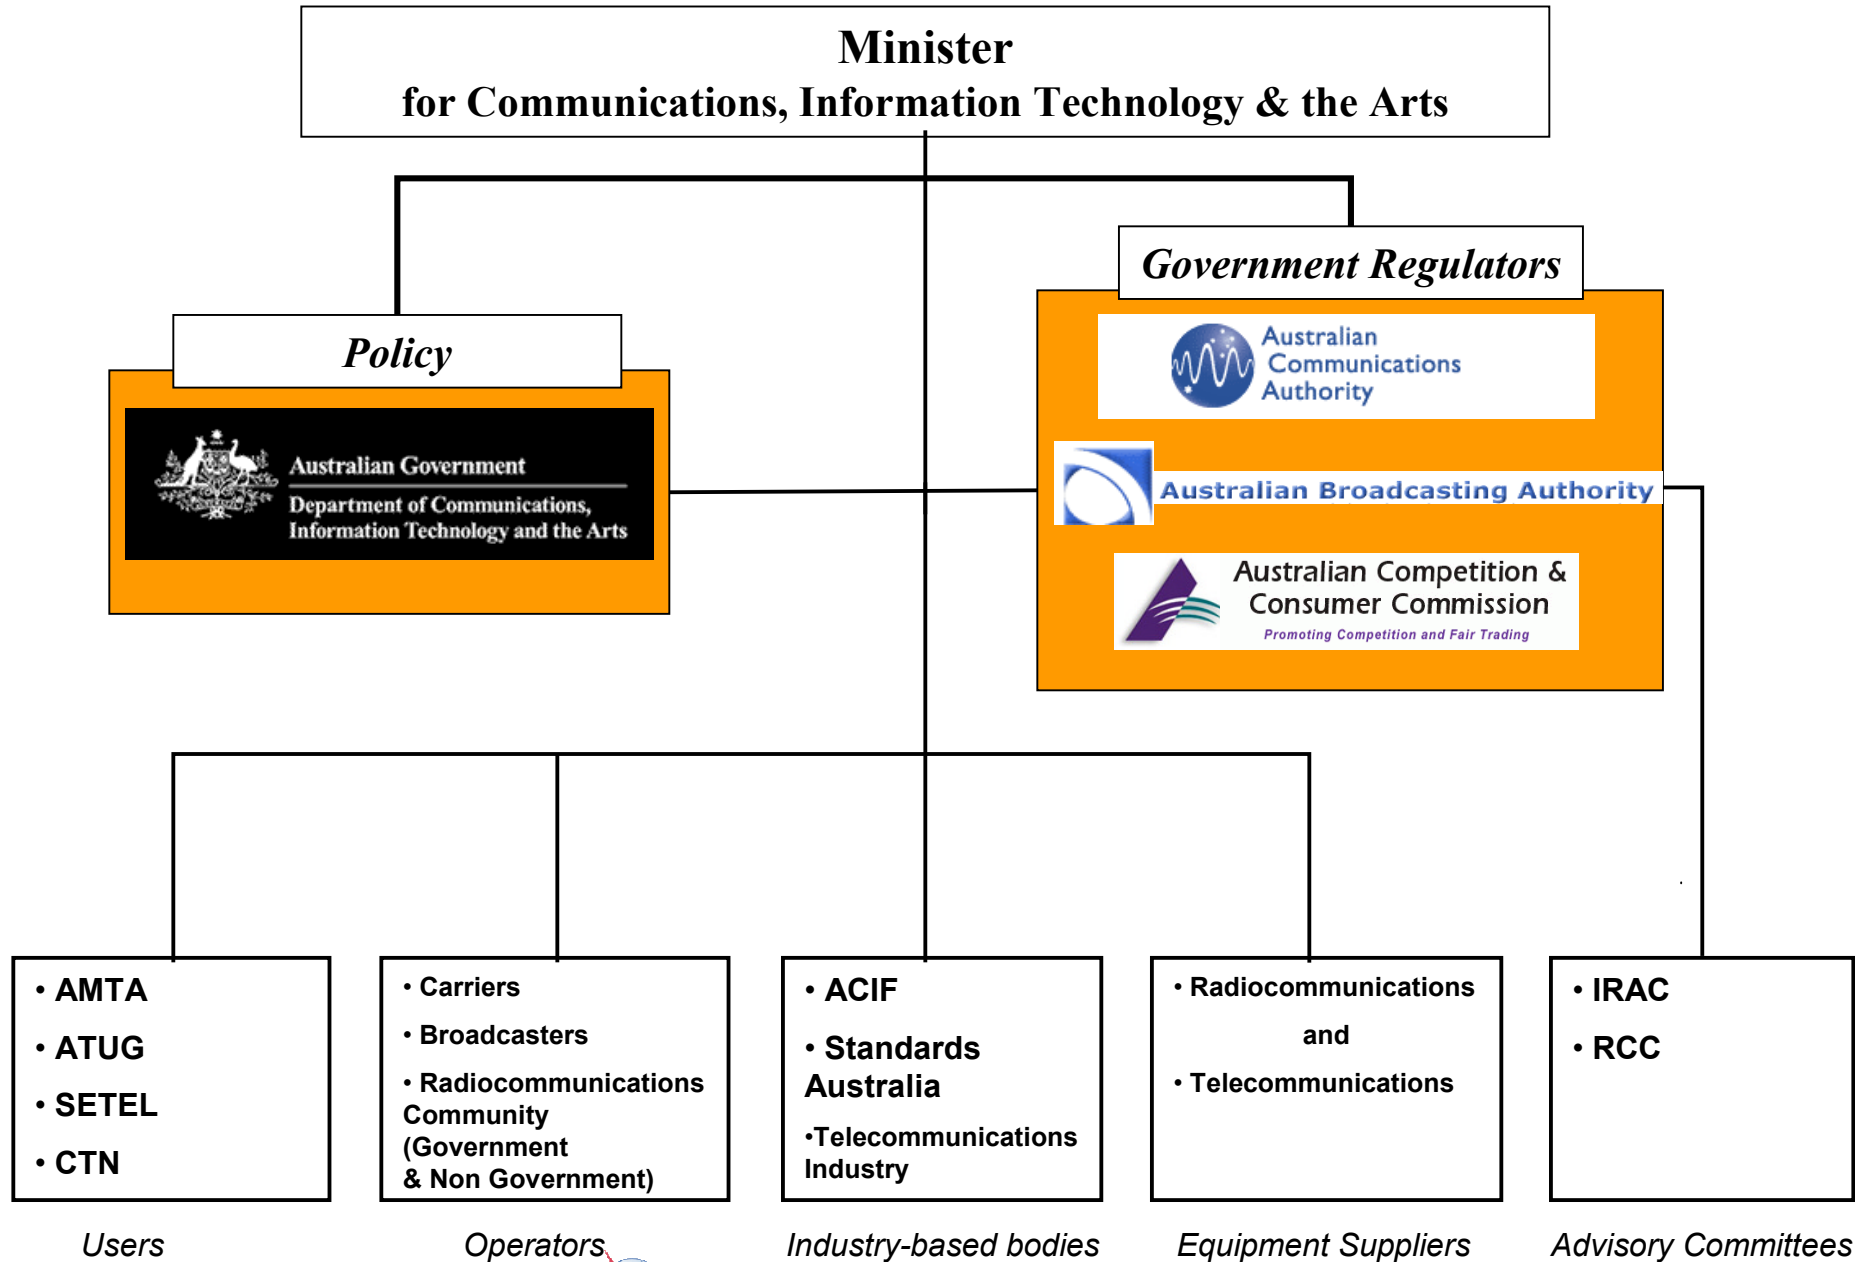 Minister
for Communications, Information Technology & the Arts
Government Regulators
Policy
Australian
Communications
Authority
Australian Government
Department of Communications,
Information Technology and the Arts
Australian Broadcasting Authority
Australian Competition &
Consumer Commission
Promoting Competition and Fair Trading
• AMTA
• ATUG
• SETEL
• CTN
Users
• Carriers
• Broadcasters
• Radiocommunications
Community
(Government
& Non Government)
Operators
• ACIF
• Standards
Australia
•Telecommunications
Industry
Industry-based bodies
• Radiocommunications
and
• Telecommunications
Equipment Suppliers
• IRAC
• RCC
Advisory Committees